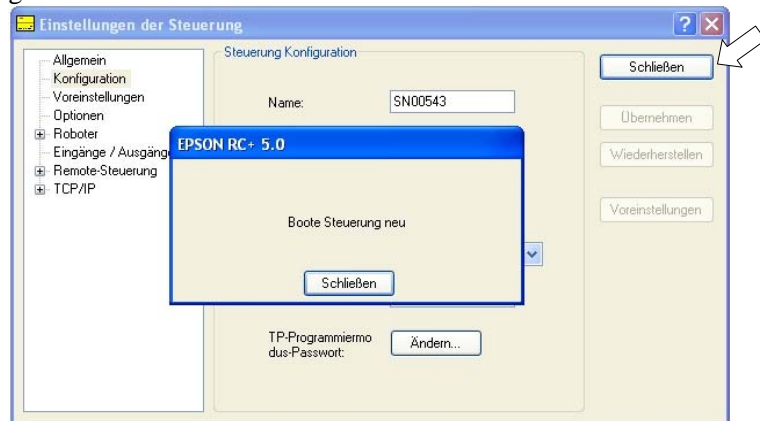 Einstellungen der Steuerung
Allgemein
Konfiguration
Voreinstellungen
Optionen
Roboter
Eingänge / Ausgäng
Remote-Steuerung
TCP/IP
Steuerung Konfiguration
Name: SN00543
EPSON RC+ 5.0
Boote Steuerung neu
Schließen
TP-Programmiermo
dus-Passwort:
Ändern...
Schließen
Übernehmen
Wiederherstellen
Voreinstellungen